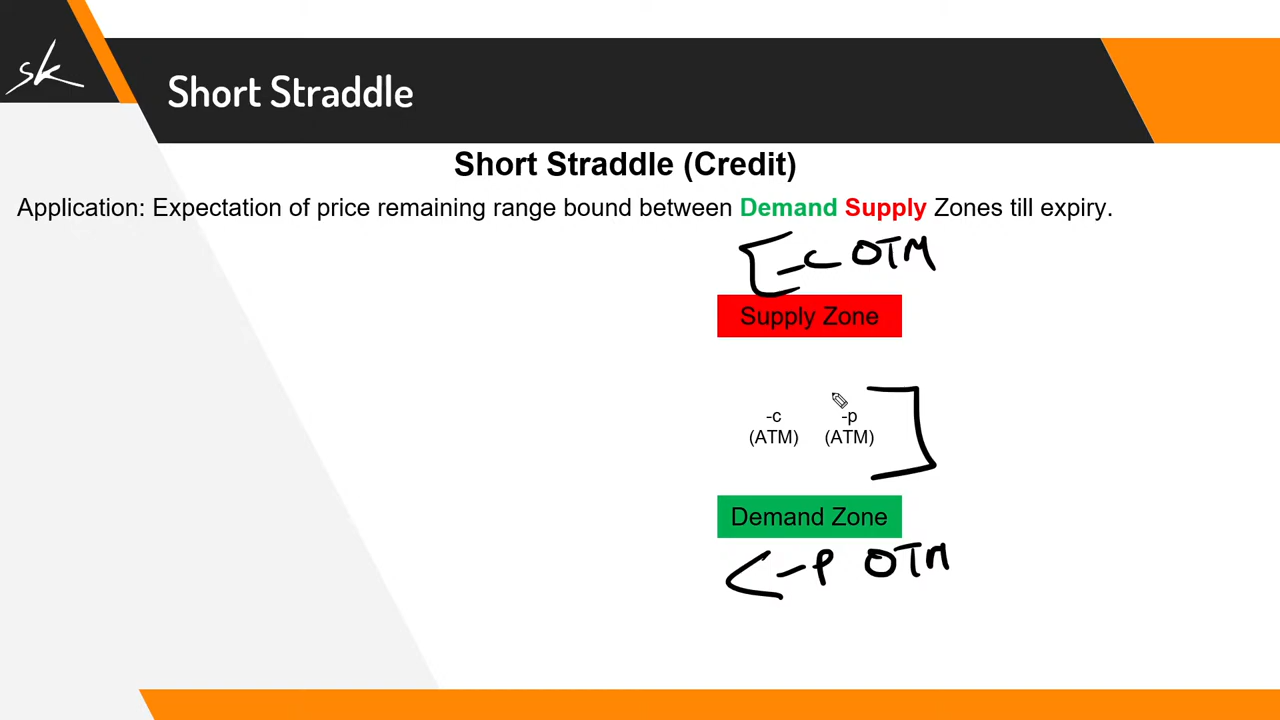 sk
Short Straddle
Short Straddle (Credit)
Application: Expectation of price remaining range bound between Demand Supply Zones till expiry.
-c OTM
Supply Zone
-c -p
(ATM) (ATM)
Demand Zone
-P OTM